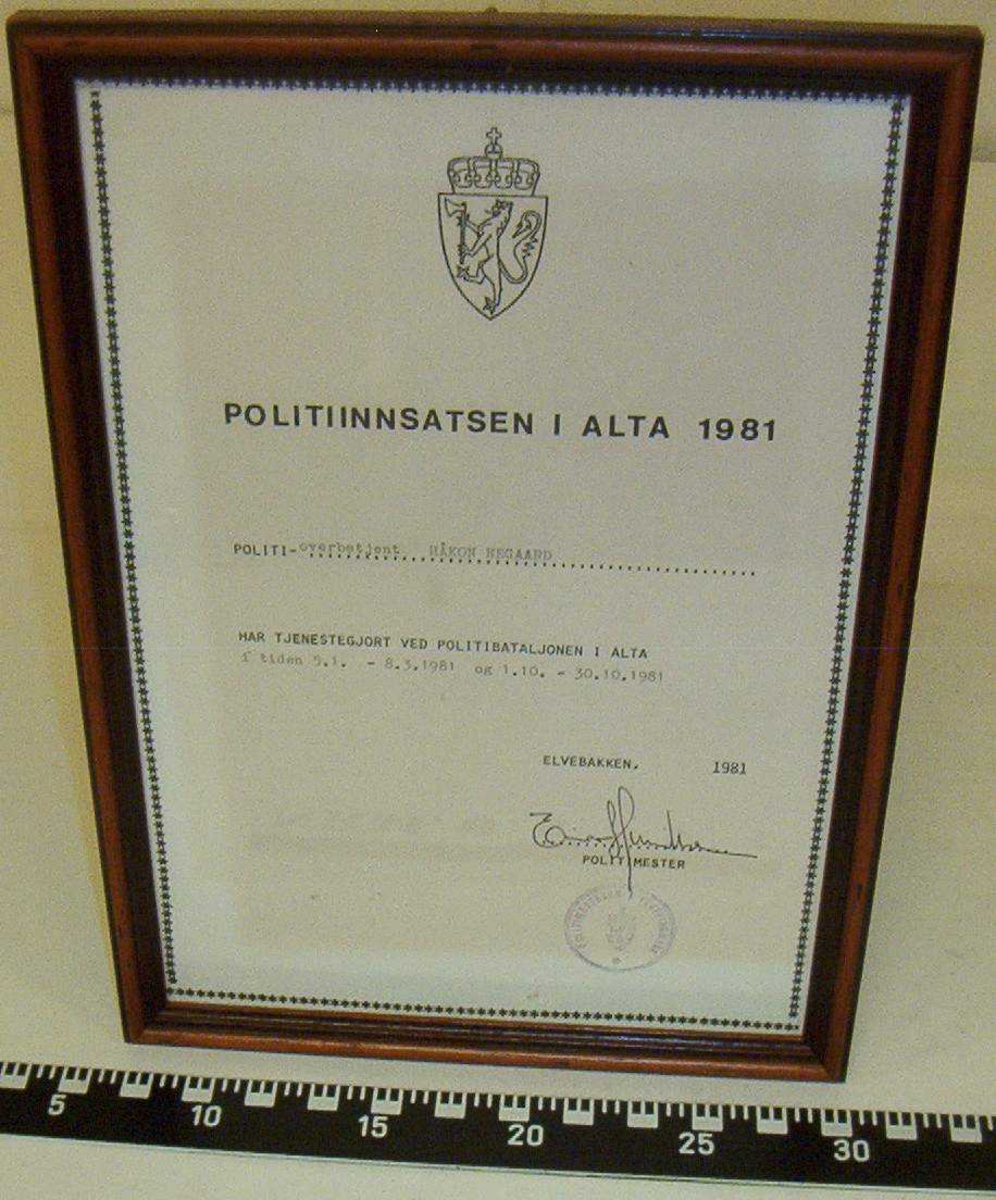 POLITIINNSATSEN I ALTA 1981
POLITI-overbetjent HÅKON NEGAARD
HAR TJENESTEGJORT VED POLITIBATALJONEN I ALTA
i tiden 5.1. - 8.3.1981 og 1.10. - 30.10.1981
ELVEBAKKEN, 1981
POLITIMESTER
5 10 15 20 25 30